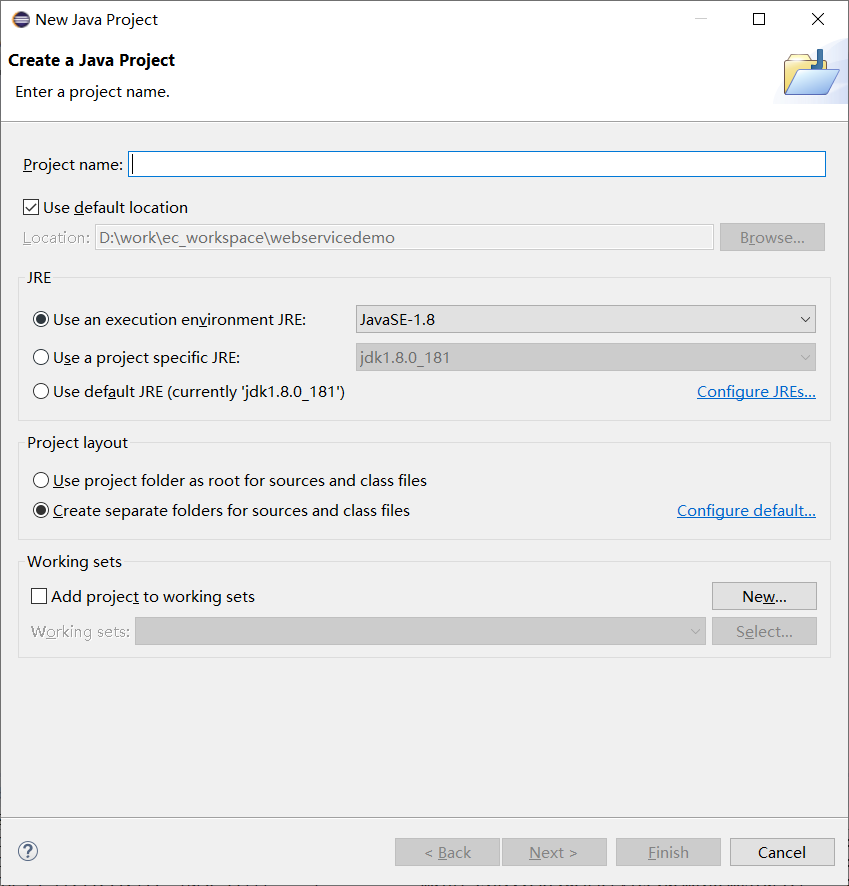 New Java Project
Create a Java Project
Enter a project name.
Project name:
Use default location
Location: D:\work\ec_workspace\webservicedemo Browse...
JRE
Use an execution environment JRE: JavaSE-1.8
Use a project specific JRE: jdk1.8.0_181
Use default JRE (currently 'jdk1.8.0_181') Configure JREs...
Project layout
Use project folder as root for sources and class files
Create separate folders for sources and class files Configure default...
Working sets
Add project to working sets New...
Working sets: Select...
? < Back Next > Finish Cancel